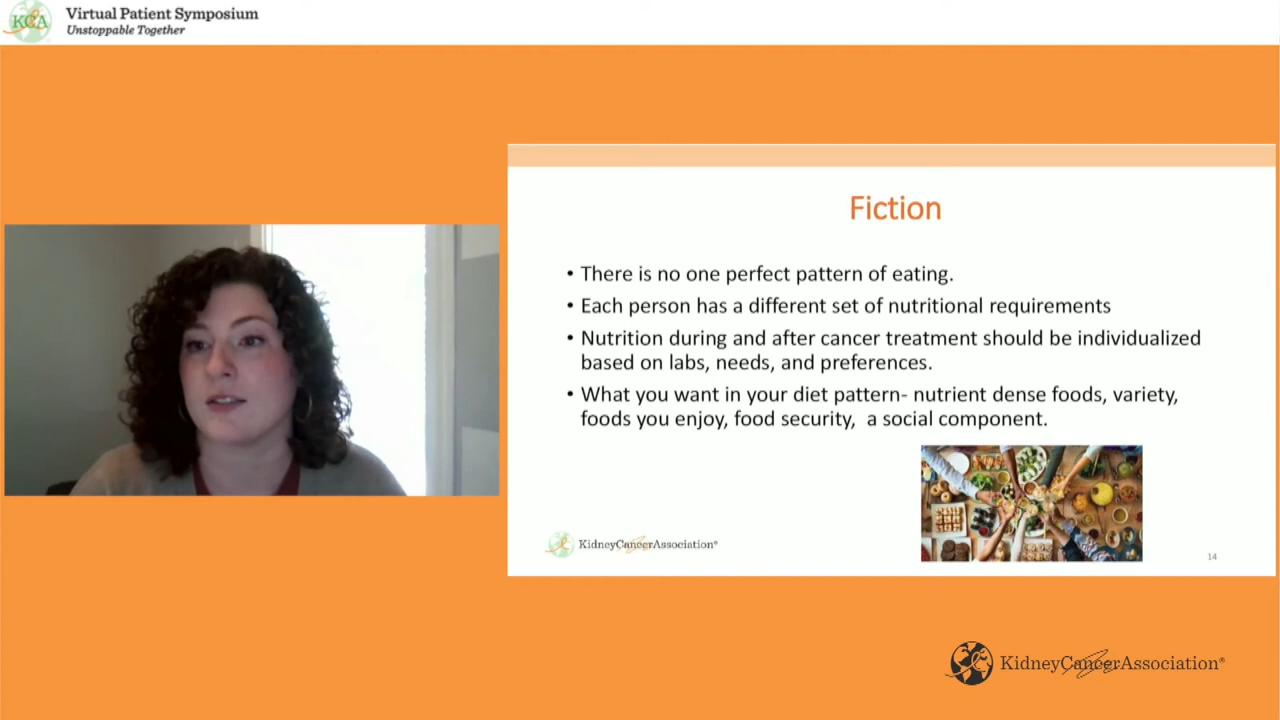 KCA
Virtual Patient Symposium
Unstoppable Together
Fiction
• There is no one perfect pattern of eating.
• Each person has a different set of nutritional requirements
• Nutrition during and after cancer treatment should be individualized
based on labs, needs, and preferences.
• What you want in your diet pattern- nutrient dense foods, variety,
foods you enjoy, food security,  a social component.
KidneyCancerAssociation®
14
KidneyCancerAssociation®